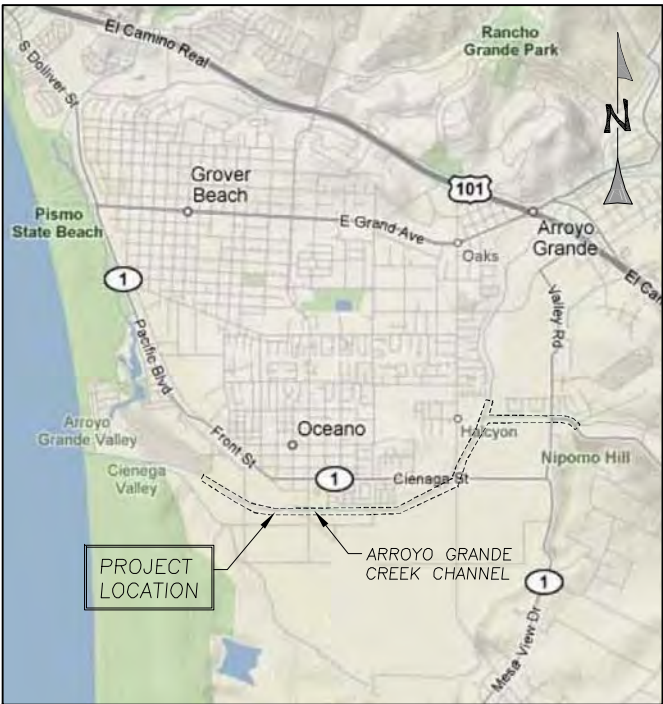 El Camino Real
S Dolliver St
Rancho
Grande Park
N
Grover
Beach
101
Pismo
State Beach
E Grand Ave
Arroyo
Grande
Oaks
El Cam
1
Valley Rd
Pacific Blvd
Arroyo
Grande Valley
Front St
Oceano
Halcyon
Cienega
Valley
1
Cienaga St
Nipomo Hill
PROJECT
LOCATION
ARROYO GRANDE
CREEK CHANNEL
1
Mesa View Dr